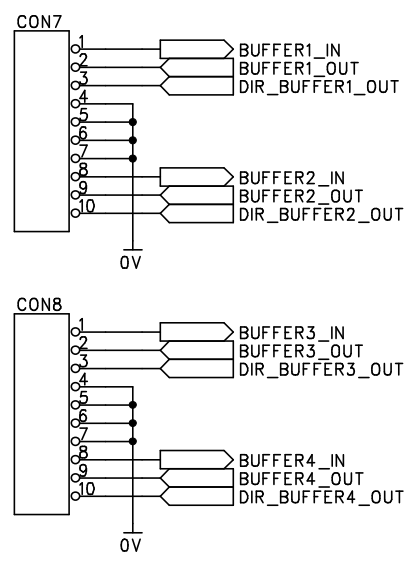 CON7
1 BUFFER1_IN
2 BUFFER1_OUT
3 DIR_BUFFER1_OUT
4
5
6
7
8 BUFFER2_IN
9 BUFFER2_OUT
10 DIR_BUFFER2_OUT
0V
CON8
1 BUFFER3_IN
2 BUFFER3_OUT
3 DIR_BUFFER3_OUT
4
5
6
7
8 BUFFER4_IN
9 BUFFER4_OUT
10 DIR_BUFFER4_OUT
0V